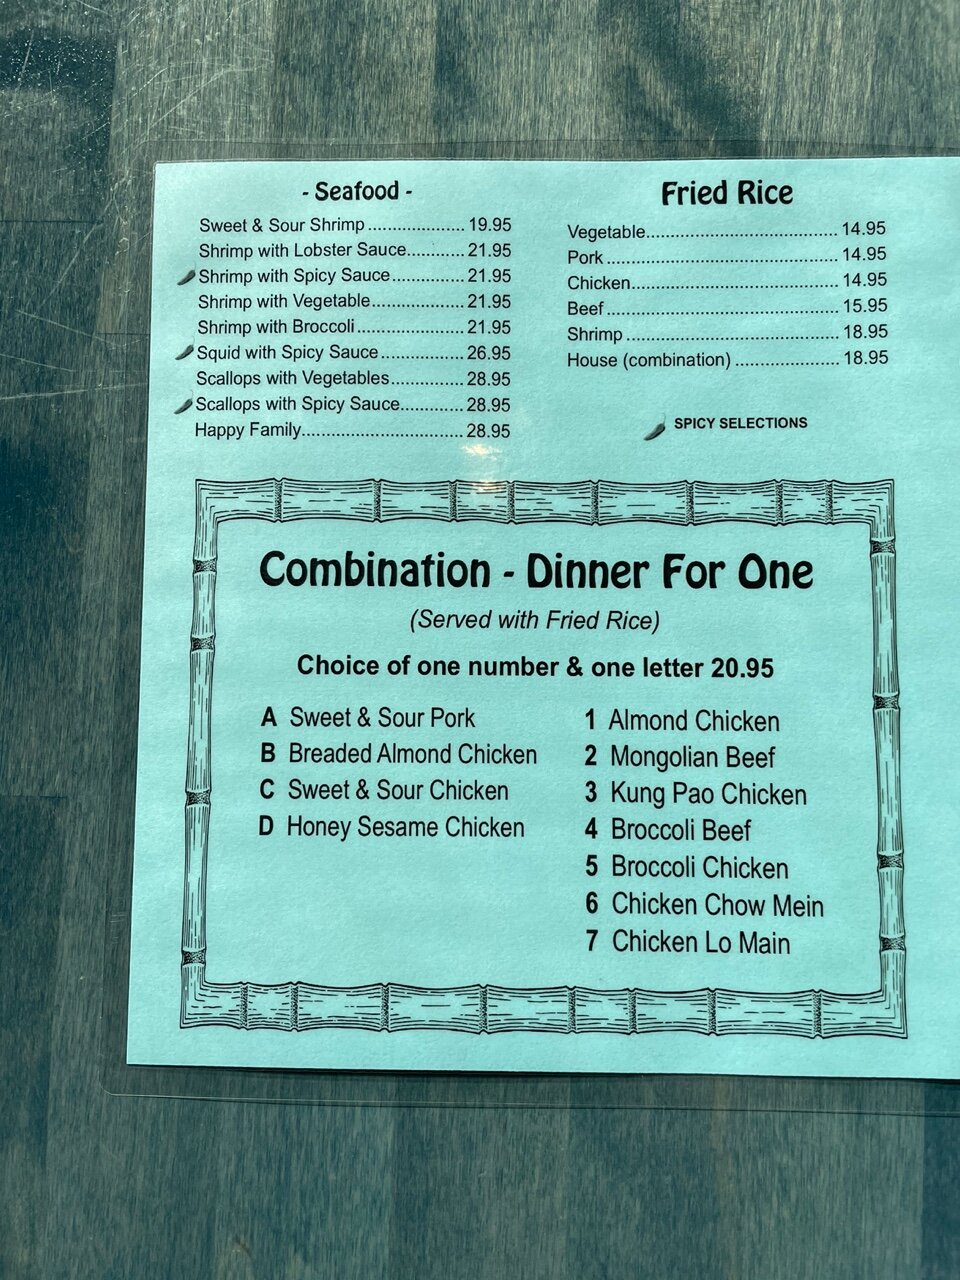 - Seafood -
Sweet & Sour Shrimp .................... 19.95
Shrimp with Lobster Sauce............ 21.95
Shrimp with Spicy Sauce................ 21.95
Shrimp with Vegetable.................... 21.95
Shrimp with Broccoli....................... 21.95
Squid with Spicy Sauce.................. 26.95
Scallops with Vegetables................ 28.95
Scallops with Spicy Sauce.............. 28.95
Happy Family................................... 28.95
Fried Rice
Vegetable......................................... 14.95
Pork ................................................. 14.95
Chicken............................................ 14.95
Beef ................................................. 15.95
Shrimp ............................................. 18.95
House (combination) ...................... 18.95
SPICY SELECTIONS
Combination - Dinner For One
(Served with Fried Rice)
Choice of one number & one letter 20.95
A Sweet & Sour Pork
B Breaded Almond Chicken
C Sweet & Sour Chicken
D Honey Sesame Chicken
1 Almond Chicken
2 Mongolian Beef
3 Kung Pao Chicken
4 Broccoli Beef
5 Broccoli Chicken
6 Chicken Chow Mein
7 Chicken Lo Main